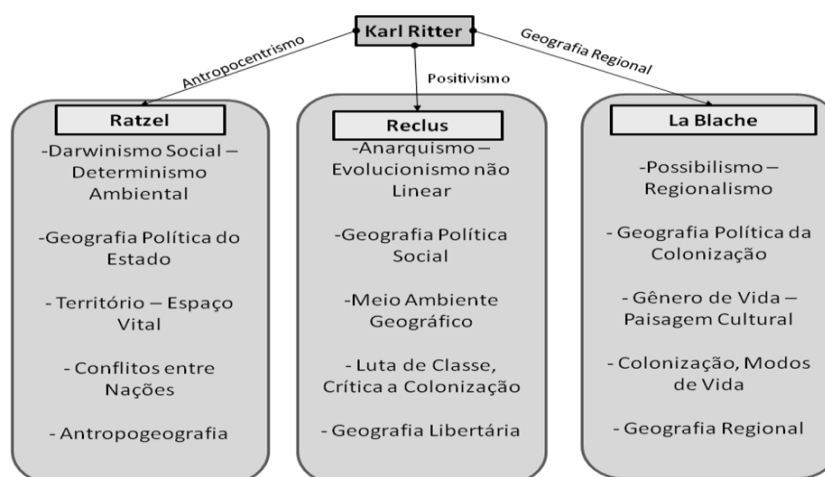 Karl Ritter
Antropocentrismo
Positivismo
Geografia Regional
Ratzel
-Darwinismo Social –
Determinismo
Ambiental
-Geografia Política do
Estado
- Território – Espaço
Vital
- Conflitos entre
Nações
- Antropogeografia
Reclus
-Anarquismo –
Evolucionismo não
Linear
-Geografia Política
Social
-Meio Ambiente
Geográfico
- Luta de Classe,
Crítica a Colonização
- Geografia Libertária
La Blache
-Possibilismo –
Regionalismo
- Geografia Política da
Colonização
- Gênero de Vida –
Paisagem Cultural
- Colonização, Modos
de Vida
- Geografia Regional